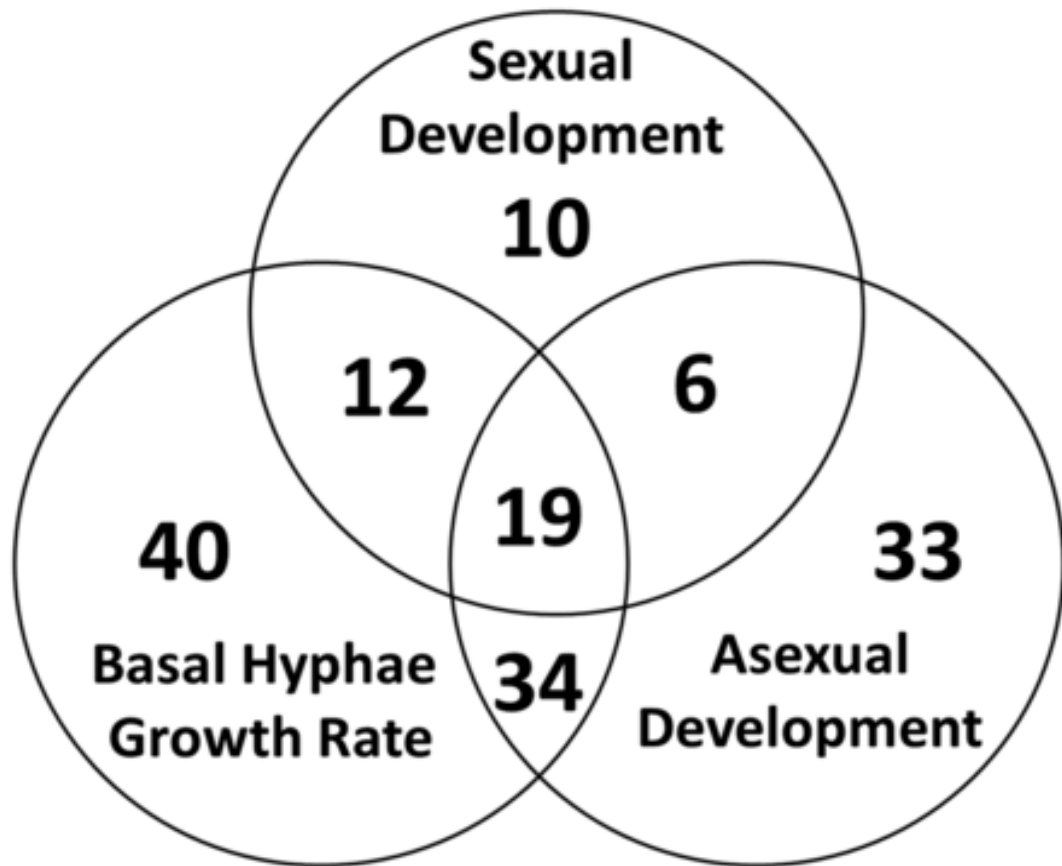 Sexual
Development
10
12
6
19
40
33
Basal Hyphae
Growth Rate
34
Asexual
Development